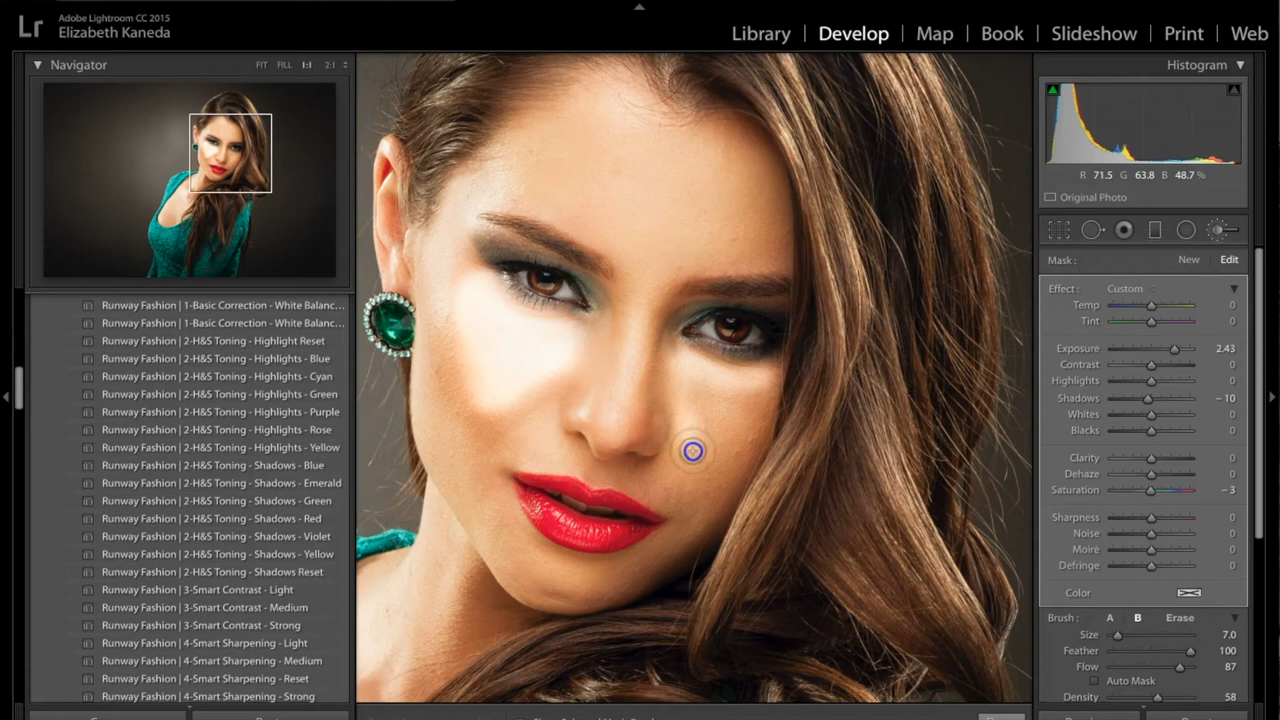 Lr
Adobe Lightroom CC 2015
Elizabeth Kaneda
Library | Develop | Map | Book | Slideshow | Print | Web
Navigator FIT FILL 1:1 2:1
Runway Fashion | 1-Basic Correction - White Balanc...
Runway Fashion | 1-Basic Correction - White Balanc...
Runway Fashion | 2-H&S Toning - Highlight Reset
Runway Fashion | 2-H&S Toning - Highlights - Blue
Runway Fashion | 2-H&S Toning - Highlights - Cyan
Runway Fashion | 2-H&S Toning - Highlights - Green
Runway Fashion | 2-H&S Toning - Highlights - Purple
Runway Fashion | 2-H&S Toning - Highlights - Rose
Runway Fashion | 2-H&S Toning - Highlights - Yellow
Runway Fashion | 2-H&S Toning - Shadows - Blue
Runway Fashion | 2-H&S Toning - Shadows - Emerald
Runway Fashion | 2-H&S Toning - Shadows - Green
Runway Fashion | 2-H&S Toning - Shadows - Red
Runway Fashion | 2-H&S Toning - Shadows - Violet
Runway Fashion | 2-H&S Toning - Shadows - Yellow
Runway Fashion | 2-H&S Toning - Shadows Reset
Runway Fashion | 3-Smart Contrast - Light
Runway Fashion | 3-Smart Contrast - Medium
Runway Fashion | 3-Smart Contrast - Strong
Runway Fashion | 4-Smart Sharpening - Light
Runway Fashion | 4-Smart Sharpening - Medium
Runway Fashion | 4-Smart Sharpening - Reset
Runway Fashion | 4-Smart Sharpening - Strong
Histogram
R 71.5 G 63.8 B 48.7 %
Original Photo
Mask : New Edit
Effect : Custom
Temp 0
Tint 0
Exposure 2.43
Contrast 0
Highlights 0
Shadows – 10
Whites 0
Blacks 0
Clarity 0
Dehaze 0
Saturation – 3
Sharpness 0
Noise 0
Moiré 0
Defringe 0
Color
Brush : A B Erase
Size 7.0
Feather 100
Flow 87
Auto Mask
Density 58